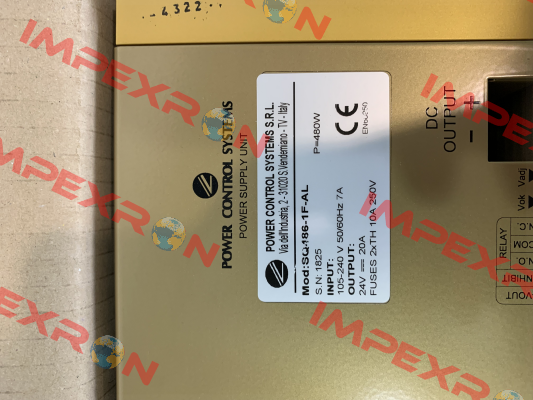 4322
POWER CONTROL SYSTEMS
POWER SUPPLY UNIT
POWER CONTROL SYSTEMS S.R.L.
Via dell'Industria, 2 - 31020 S.Vendemiano - TV - Italy
Mod:SQ486-1F-AL
S.N: 1825
P=480W
INPUT:
105-240 V 50/60Hz 7A
OUTPUT:
24V 20A
FUSES 2xTH 10A 250V
CE
DC
OUTPUT
- +
Vok Vadj
RELAY
N.C.
COM
N.O.
INHIBIT
VOUT
IMPEXRON
IMPEXRON
IMPEXRON
IMPEXRON